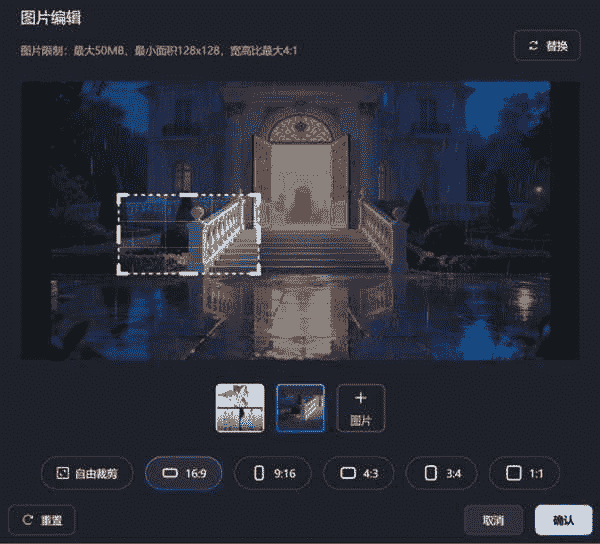 图片编辑
图片限制：最大50MB，最小面积128x128，宽高比最大4:1
替换
图片
自由裁剪
16:9
9:16
4:3
3:4
1:1
重置
取消
确认